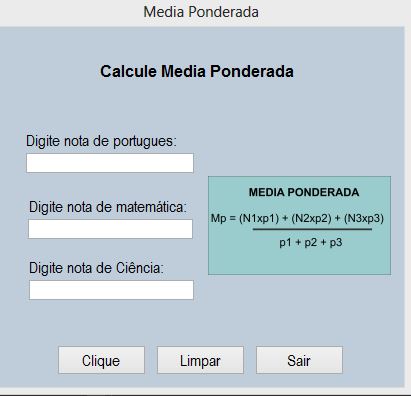 Media Ponderada
Calcule Media Ponderada
Digite nota de portugues:
Digite nota de matemática:
Digite nota de Ciência:
MEDIA PONDERADA
Mp = (N1xp1) + (N2xp2) + (N3xp3)
p1 + p2 + p3
Clique Limpar Sair